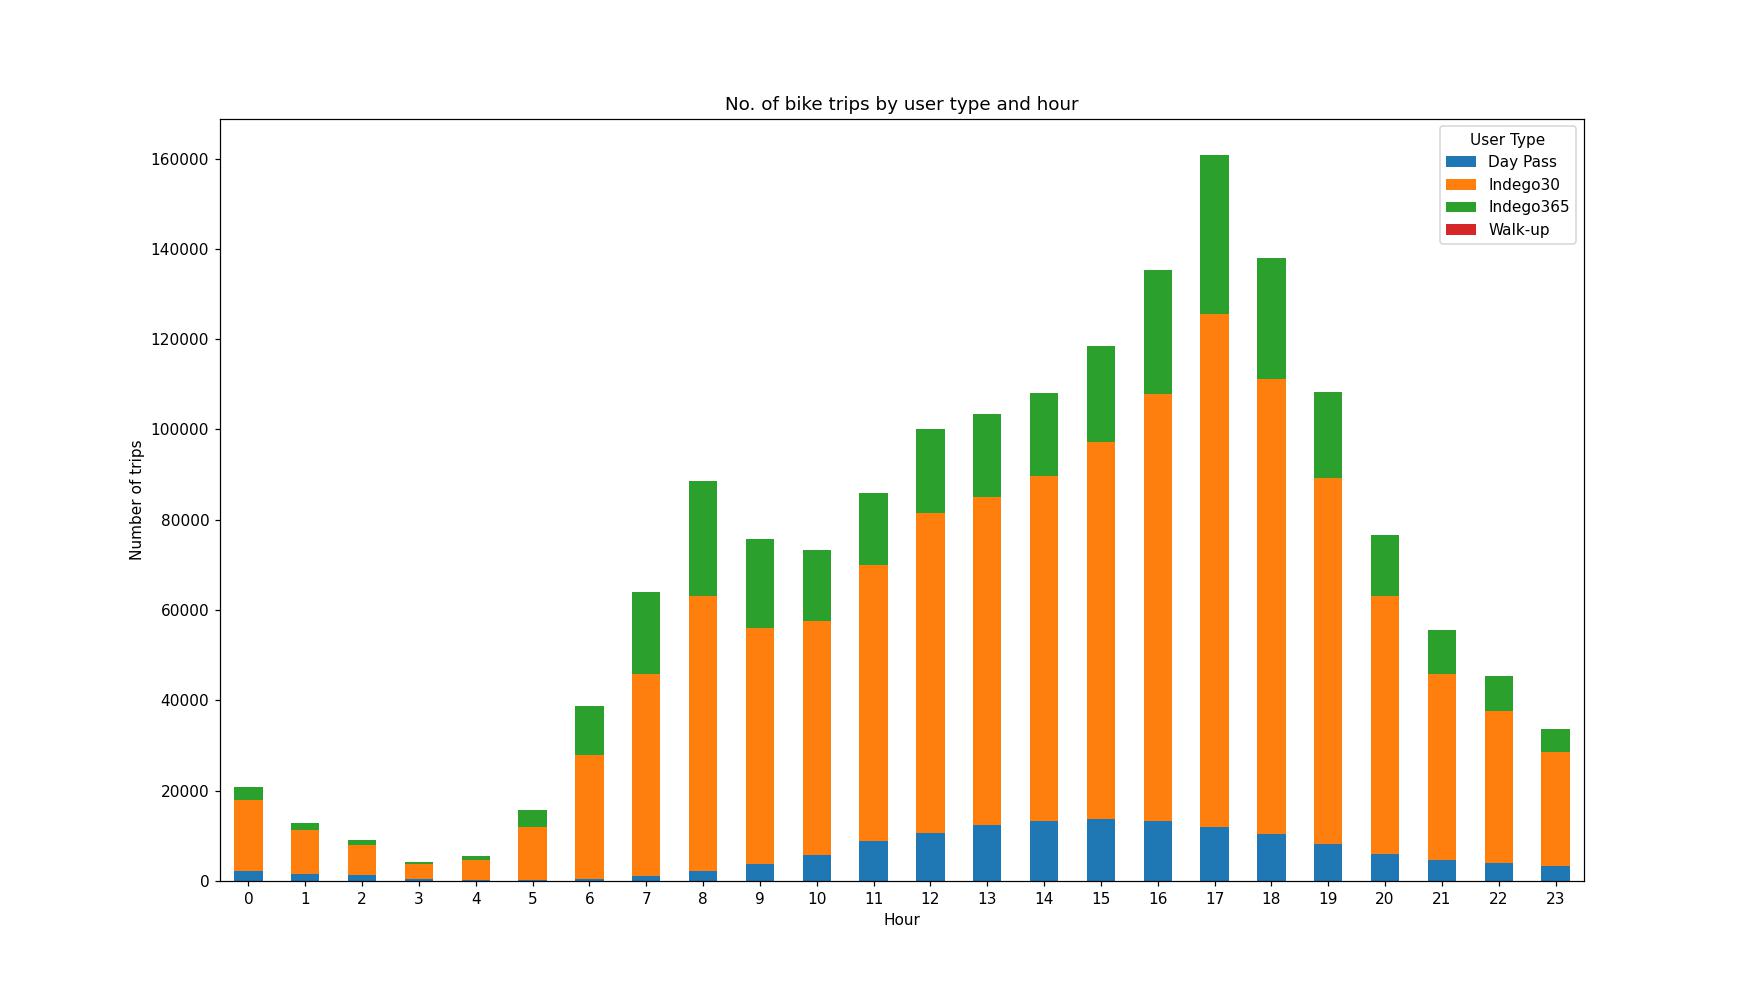 No. of bike trips by user type and hour
User Type
Day Pass
Indego30
Indego365
Walk-up
160000
140000
120000
100000
80000
60000
40000
20000
0
Number of trips
0 1 2 3 4 5 6 7 8 9 10 11 12 13 14 15 16 17 18 19 20 21 22 23
Hour